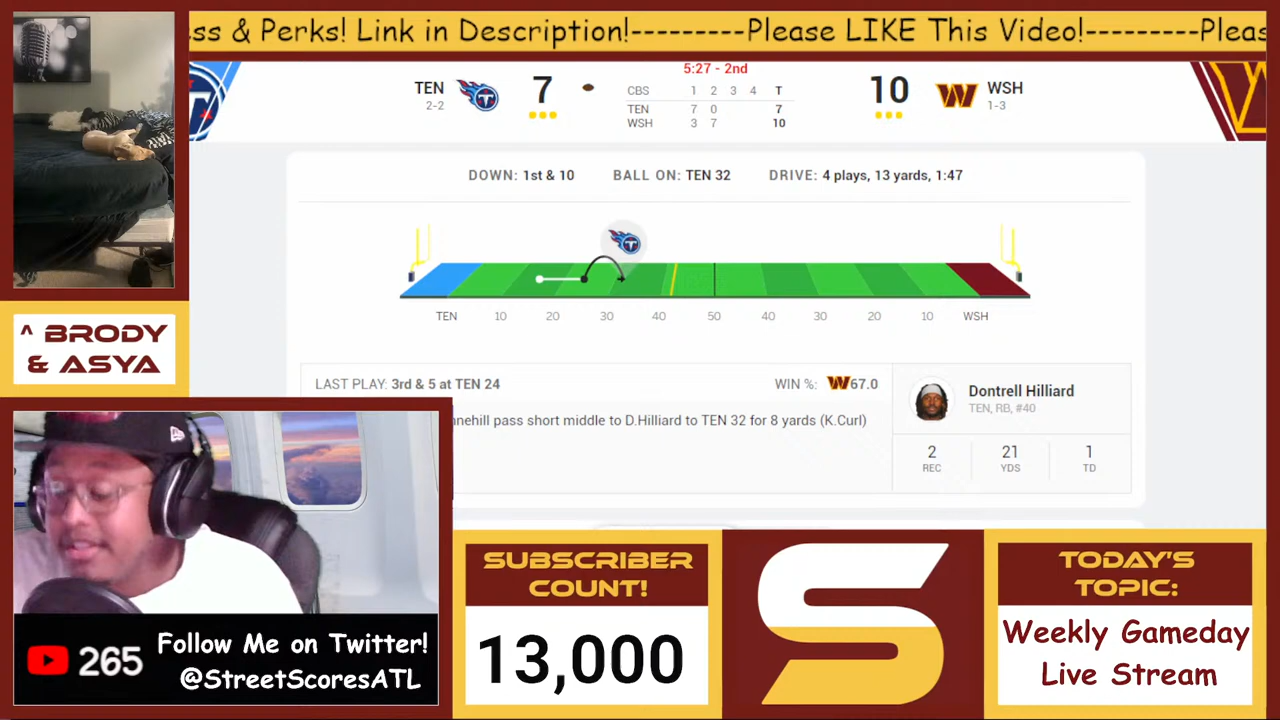 ss & Perks! Link in Description!---------Please LIKE This Video!---------Pleas
5:27 - 2nd
TEN
2-2
7
CBS 1 2 3 4 T
TEN 7 0 7
WSH 3 7 10
10
WSH
1-3
DOWN: 1st & 10 BALL ON: TEN 32 DRIVE: 4 plays, 13 yards, 1:47
TEN 10 20 30 40 50 40 30 20 10 WSH
LAST PLAY: 3rd & 5 at TEN 24
WIN %: 67.0
nnehill pass short middle to D.Hilliard to TEN 32 for 8 yards (K.Curl)
Dontrell Hilliard
TEN, RB, #40
2 21 1
REC YDS TD
^ BRODY
& ASYA
265
Follow Me on Twitter!
@StreetScoresATL
SUBSCRIBER
COUNT!
13,000
S
TODAY'S
TOPIC:
Weekly Gameday
Live Stream